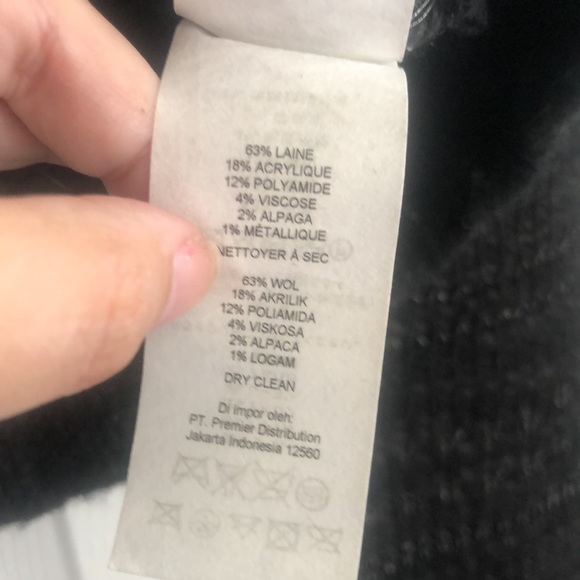 63% LAINE
18% ACRYLIQUE
12% POLYAMIDE
4% VISCOSE
2% ALPAGA
1% MÉTALLIQUE
NETTOYER À SEC
63% WOL
18% AKRILIK
12% POLIAMIDA
4% VISKOSA
2% ALPACA
1% LOGAM
DRY CLEAN
Di impor oleh:
PT. Premier Distribution
Jakarta Indonesia 12560